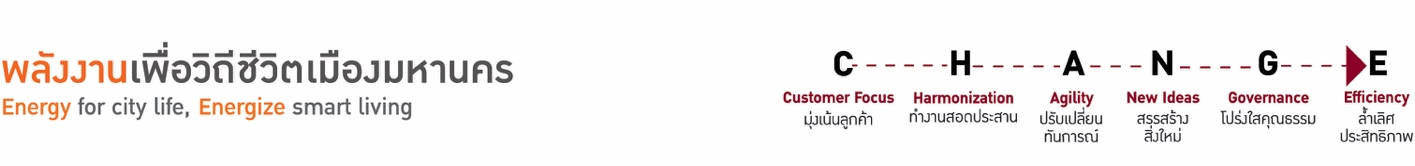 พลังงานเพื่อวิถีชีวิตเมืองมหานคร
Energy for city life, Energize smart living
C H A N G E
Customer Focus
มุ่งเน้นลูกค้า
Harmonization
ทำงานสอดประสาน
Agility
ปรับเปลี่ยน
ทันการณ์
New Ideas
สรรสร้าง
สิ่งใหม่
Governance
โปร่งใสคุณธรรม
Efficiency
ล้ำเลิศ
ประสิทธิภาพ